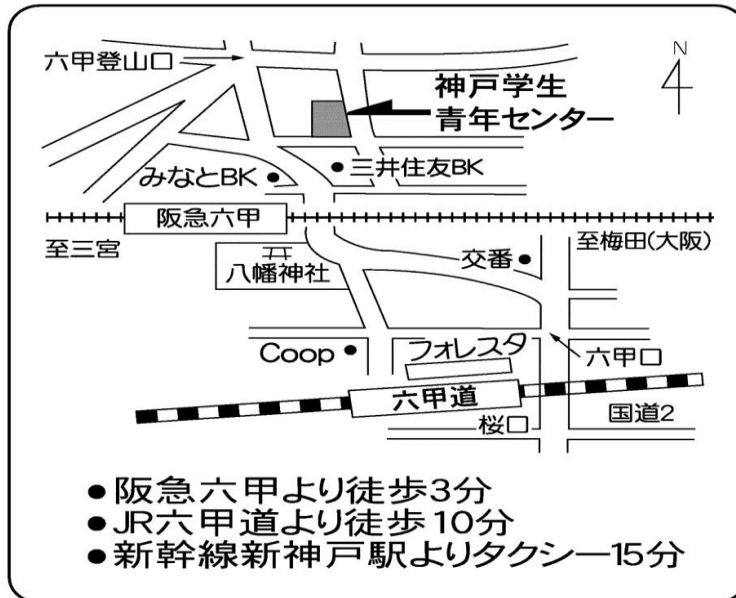 六甲登山口
N
神戸学生
青年センター
みなとBK
三井住友BK
阪急六甲
至三宮
至梅田(大阪)
八幡神社
交番
Coop
フォレスタ
六甲口
六甲道
桜口
国道2
●阪急六甲より徒歩3分
●JR六甲道より徒歩10分
●新幹線新神戸駅よりタクシー15分